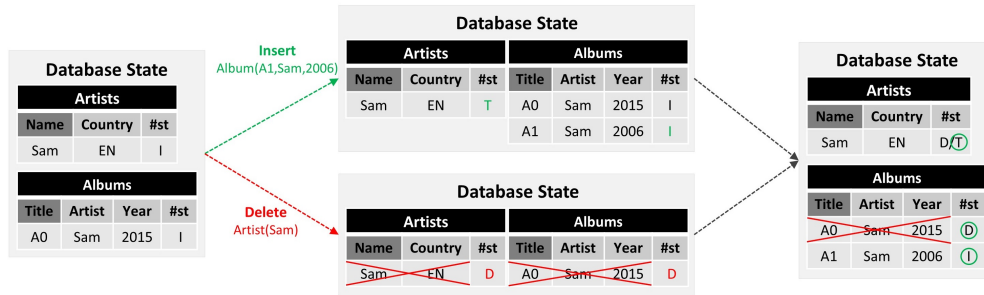 Database State
Artists
Name Country #st
Sam EN I
Albums
Title Artist Year #st
A0 Sam 2015 I
Insert
Album(A1,Sam,2006)
Delete
Artist(Sam)
Database State
Artists
Name Country #st
Sam EN T
Albums
Title Artist Year #st
A0 Sam 2015 I
A1 Sam 2006 I
Database State
Artists
Name Country #st
Sam EN D
Albums
Title Artist Year #st
A0 Sam 2015 D
Database State
Artists
Name Country #st
Sam EN D/T
Albums
Title Artist Year #st
A0 Sam 2015 D
A1 Sam 2006 I